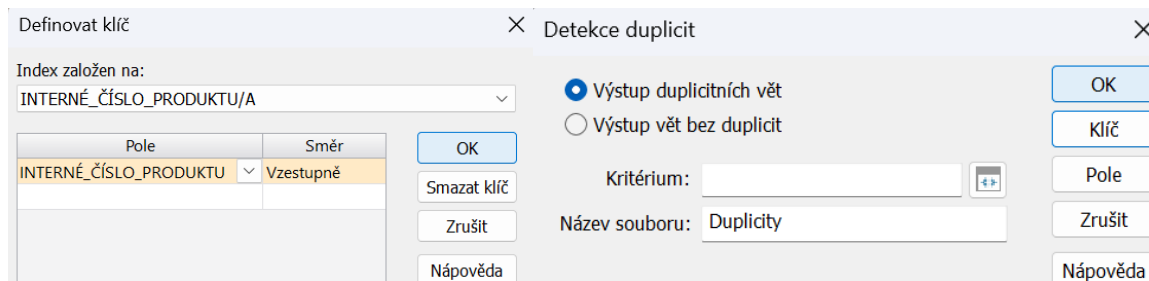 Definovat klíč
Index založen na:
INTERNÉ_ČÍSLO_PRODUKTU/A
Pole Směr
INTERNÉ_ČÍSLO_PRODUKTU Vzestupně
OK
Smazat klíč
Zrušit
Nápověda
Detekce duplicit
Výstup duplicitních vět
Výstup vět bez duplicit
Kritérium:
Název souboru: Duplicity
OK
Klíč
Pole
Zrušit
Nápověda